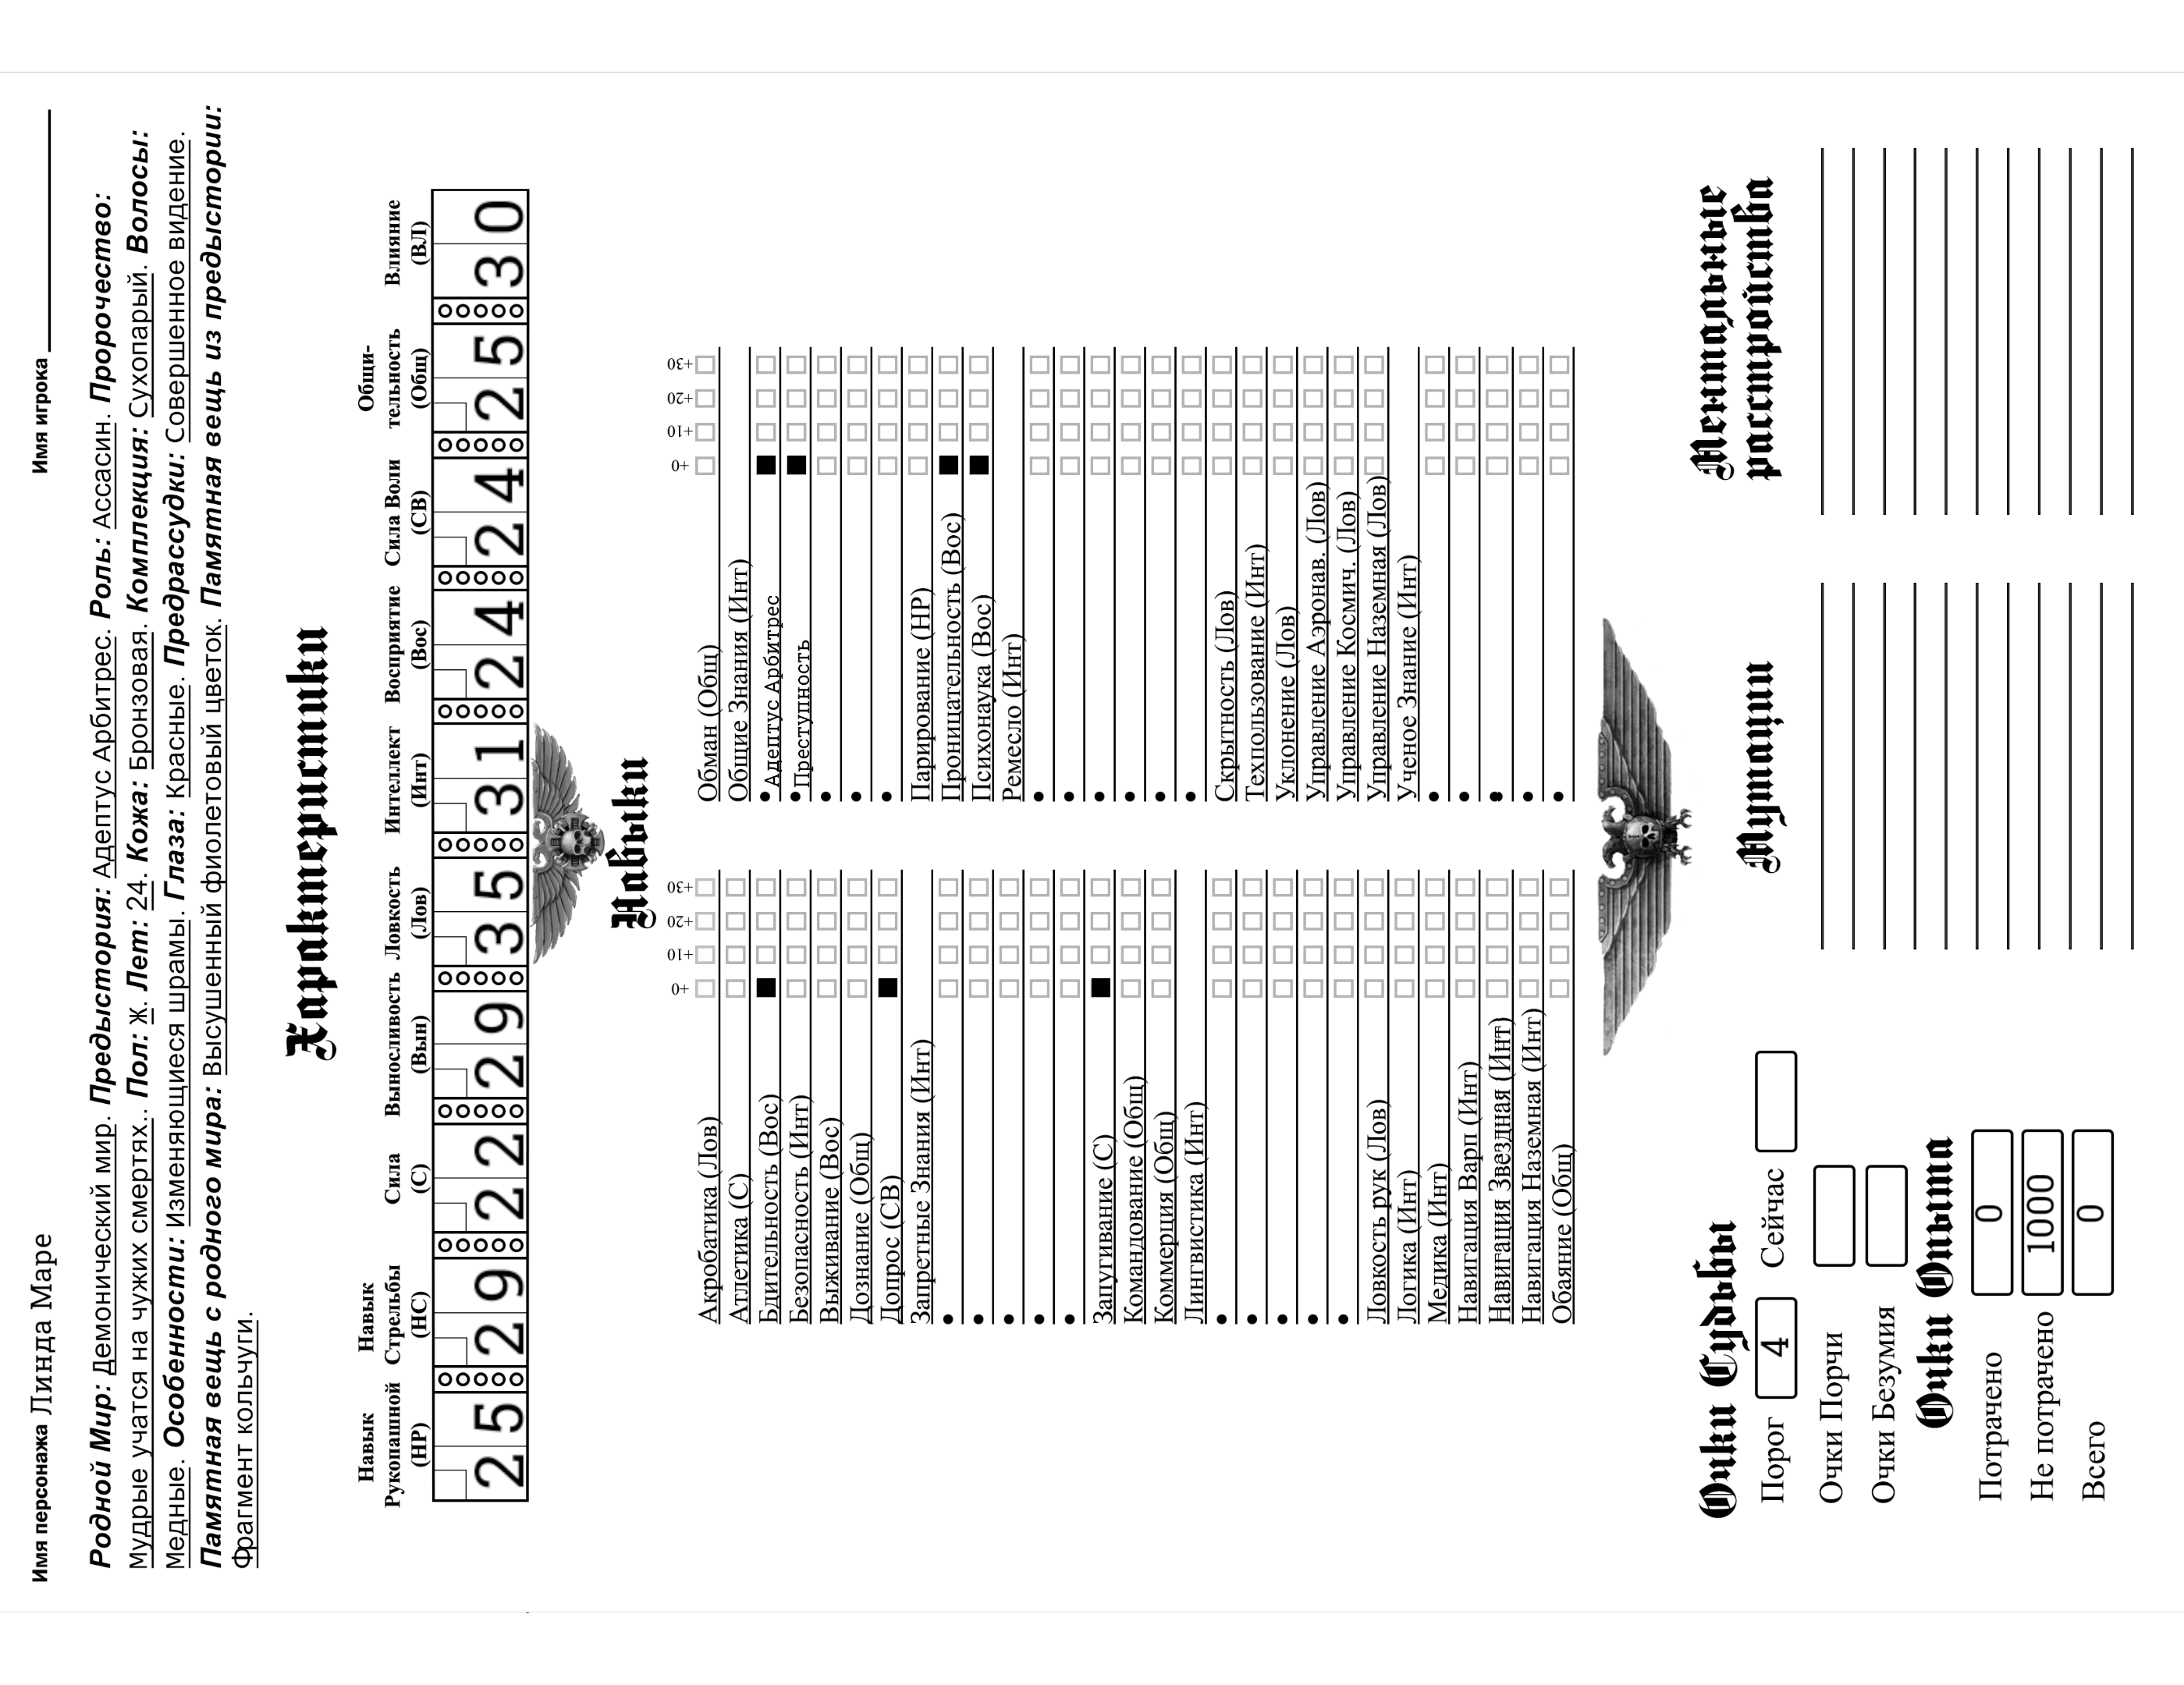 Имя персонажа Линда Маре
Имя игрока
Родной Мир: Демонический мир. Предыстория: Адептус Арбитрес. Роль: Ассасин. Пророчество:
Мудрые учатся на чужих смертях.. Пол: Ж. Лет: 24. Кожа: Бронзовая. Комплекция: Сухопарый. Волосы:
Медные. Особенности: Изменяющиеся шрамы. Глаза: Красные. Предрассудки: Совершенное видение.
Памятная вещь с родного мира: Высушенный фиолетовый цветок. Памятная вещь из предыстории:
Фрагмент кольчуги.
Характеристики
Навык Рукопашной (НР)
25
Навык Стрельбы (НС)
29
Сила (С)
22
Выносливость (Вын)
29
Ловкость (Лов)
35
Интеллект (Инт)
31
Восприятие (Вос)
24
Сила Воли (СВ)
24
Общи-
тельность
(Общ)
25
Влияние (ВЛ)
30
Навыки
+0 +10 +20 +30
Акробатика (Лов)
Атлетика (С)
Бдительность (Вос)
Безопасность (Инт)
Выживание (Вос)
Дознание (Общ)
Допрос (СВ)
Запретные Знания (Инт)
•
•
•
•
•
Запугивание (С)
Командование (Общ)
Коммерция (Общ)
Лингвистика (Инт)
•
•
•
•
•
Ловкость рук (Лов)
Логика (Инт)
Медика (Инт)
Навигация Варп (Инт)
Навигация Звездная (Инт)
Навигация Наземная (Инт)
Обаяние (Общ)
+0 +10 +20 +30
Обман (Общ)
Общие Знания (Инт)
• Адептус Арбитрес
• Преступность
•
•
•
Парирование (НР)
Проницательность (Вос)
Психонаука (Вос)
Ремесло (Инт)
•
•
•
•
•
•
Скрытность (Лов)
Техпользование (Инт)
Уклонение (Лов)
Управление Аэронав. (Лов)
Управление Космич. (Лов)
Управление Наземная (Лов)
Ученое Знание (Инт)
•
•
•
•
•
Очки Судьбы
Порог 4 Сейчас
Очки Порчи
Очки Безумия
Очки Опыта
Потрачено 0
Не потрачено 1000
Всего 0
Мутации
Ментальные
расстройства